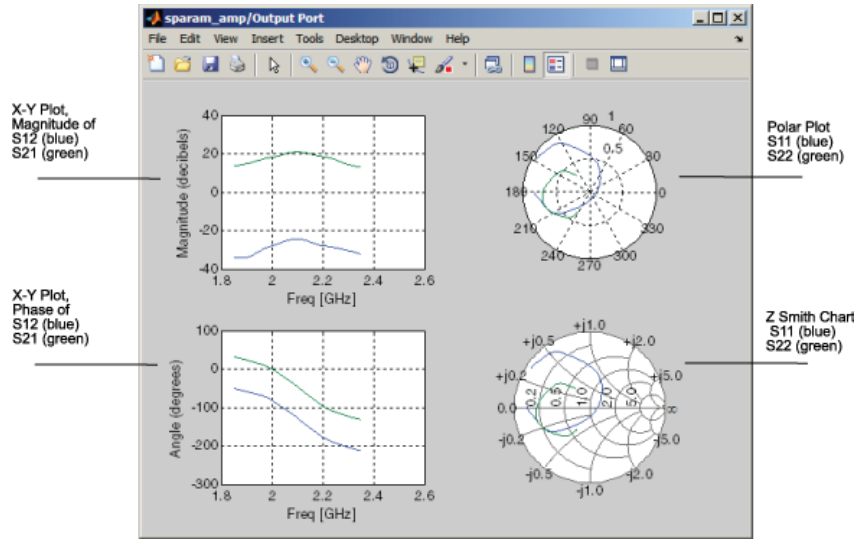 sparam_amp/Output Port
File Edit View Insert Tools Desktop Window Help
X-Y Plot,
Magnitude of
S12 (blue)
S21 (green)
40
20
0
-20
-40
Magnitude (decibels)
1.8 2 2.2 2.4 2.6
Freq [GHz]
Polar Plot
S11 (blue)
S22 (green)
90 1
120 60
0.5
150 30
180 0
210 330
240 300
270
X-Y Plot,
Phase of
S12 (blue)
S21 (green)
100
0
-100
-200
-300
Angle (degrees)
1.8 2 2.2 2.4 2.6
Freq [GHz]
Z Smith Chart
S11 (blue)
S22 (green)
+j1.0
+j0.5 +j2.0
+j0.2 +j5.0
0.0 0.2 0.5 1.0 2.0 5.0 ∞
-j0.2 -j5.0
-j0.5 -j2.0
-j1.0